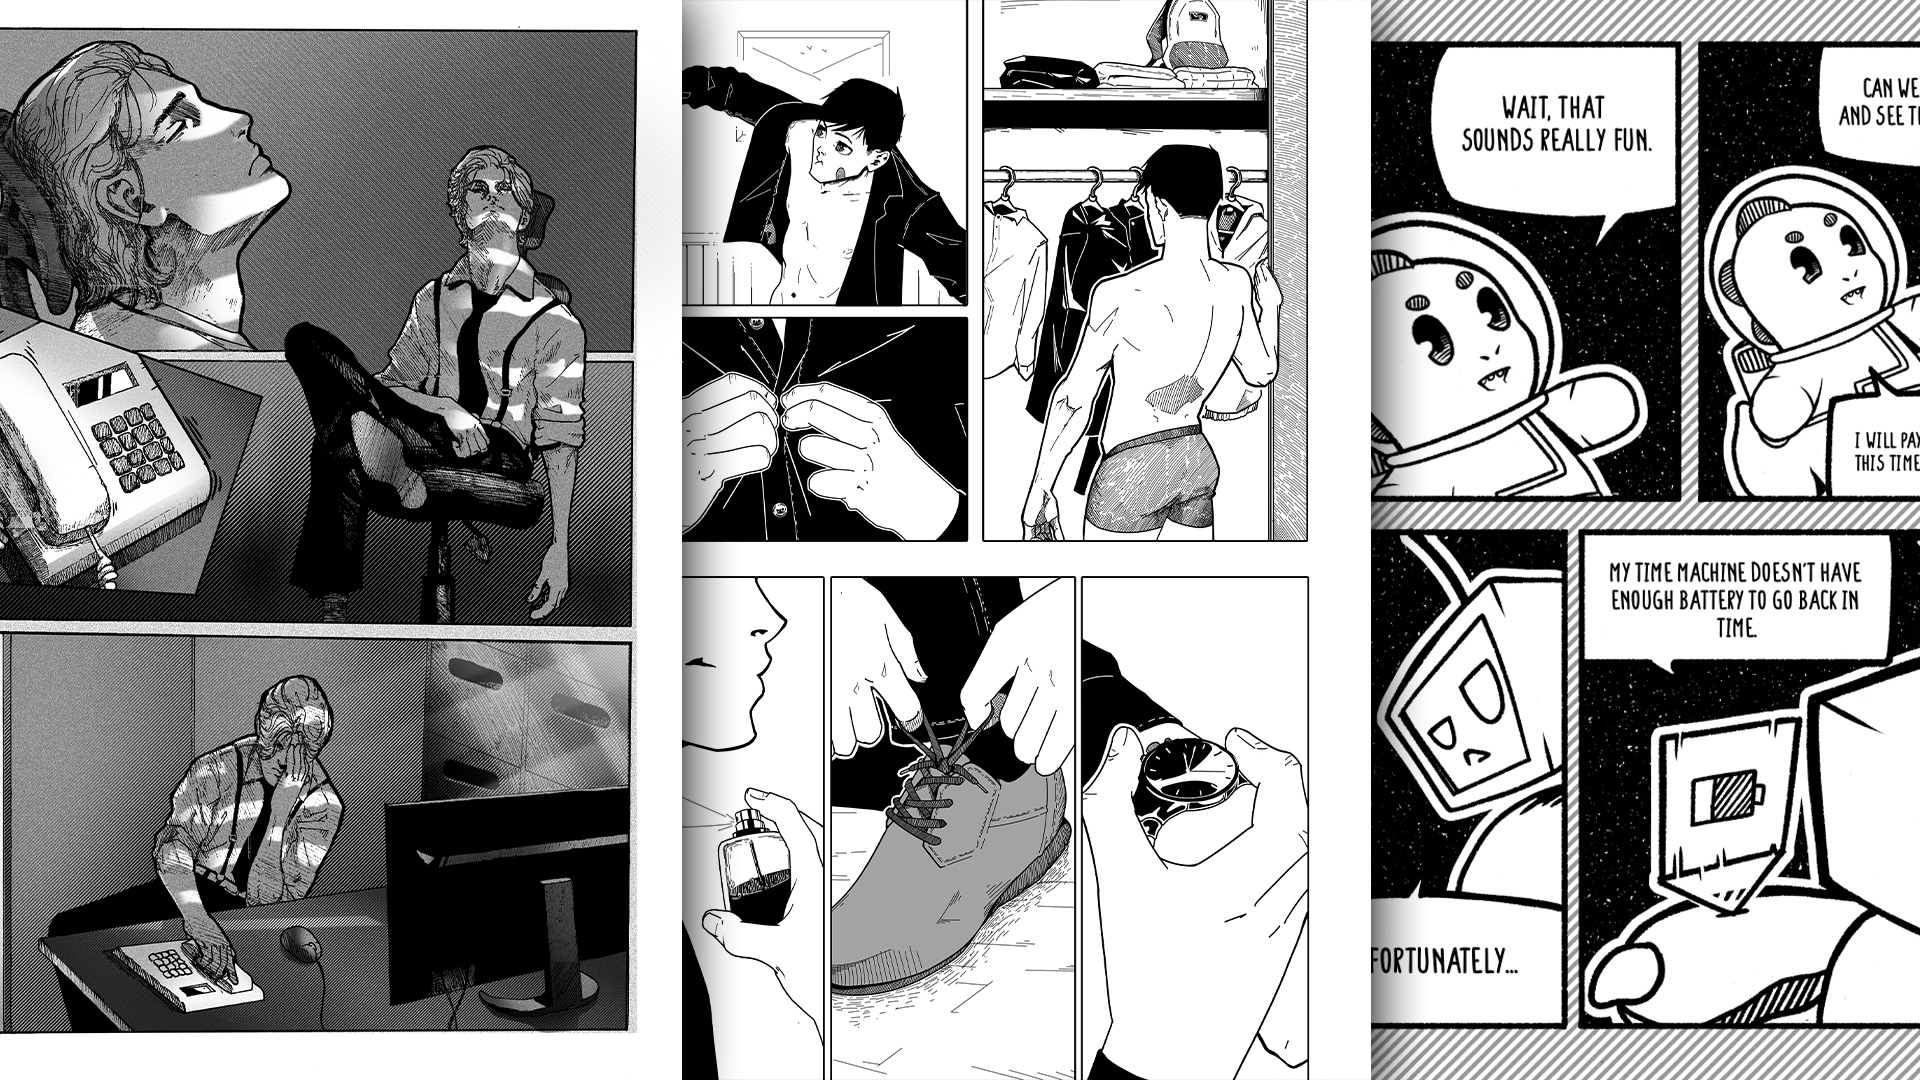 WAIT, THAT
SOUNDS REALLY FUN.
CAN WE
AND SEE
I WILL PAY
THIS TIME
FORTUNATELY...
MY TIME MACHINE DOESN'T HAVE
ENOUGH BATTERY TO GO BACK IN
TIME.